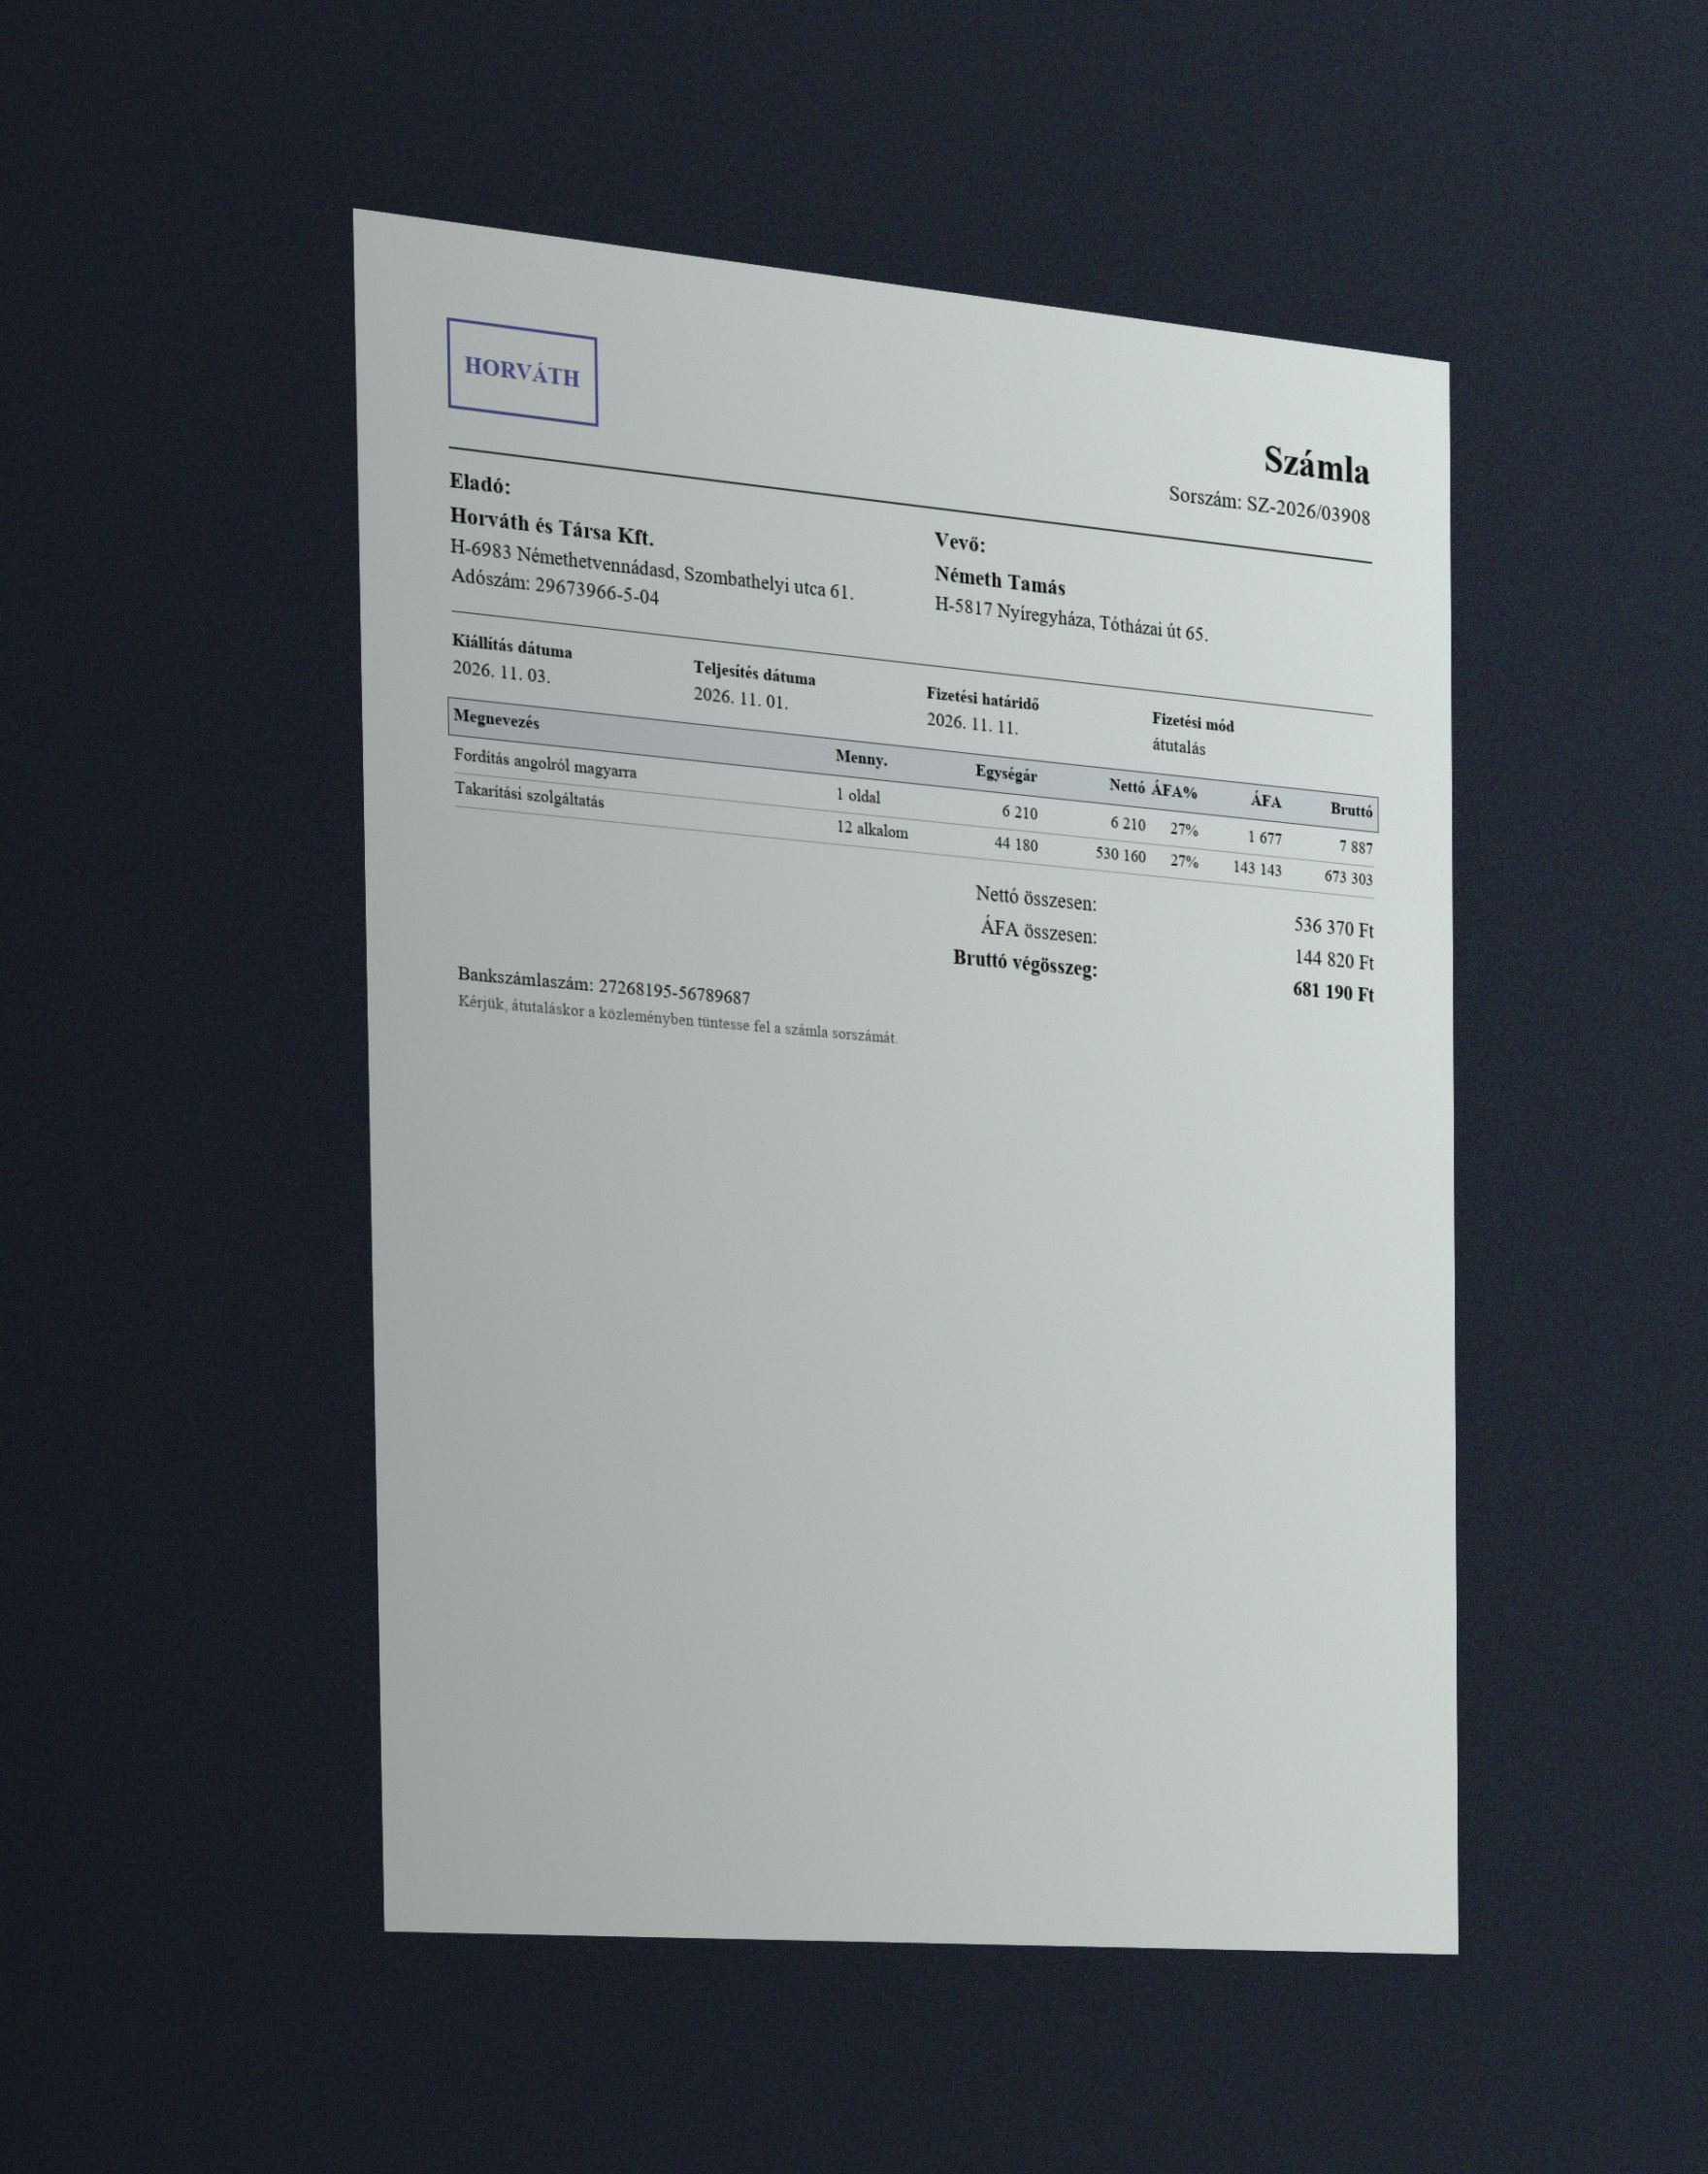 HORVÁTH
Számla
Sorszám: SZ-2026/03908
Eladó:
Horváth és Társa Kft.
H-6983 Némethetvennádasd, Szombathelyi utca 61.
Adószám: 29673966-5-04
Vevő:
Németh Tamás
H-5817 Nyíregyháza, Tótházai út 65.
Kiállítás dátuma
2026. 11. 03.
Teljesítés dátuma
2026. 11. 01.
Fizetési határidő
2026. 11. 11.
Fizetési mód
átutalás
Megnevezés Menny. Egységár Nettó ÁFA% ÁFA Bruttó
Fordítás angolról magyarra 1 oldal 6 210 6 210 27% 1 677 7 887
Takarítási szolgáltatás 12 alkalom 44 180 530 160 27% 143 143 673 303
Nettó összesen: 536 370 Ft
ÁFA összesen: 144 820 Ft
Bruttó végösszeg: 681 190 Ft
Bankszámlaszám: 27268195-56789687
Kérjük, átutaláskor a közleményben tüntesse fel a számla sorszámát.